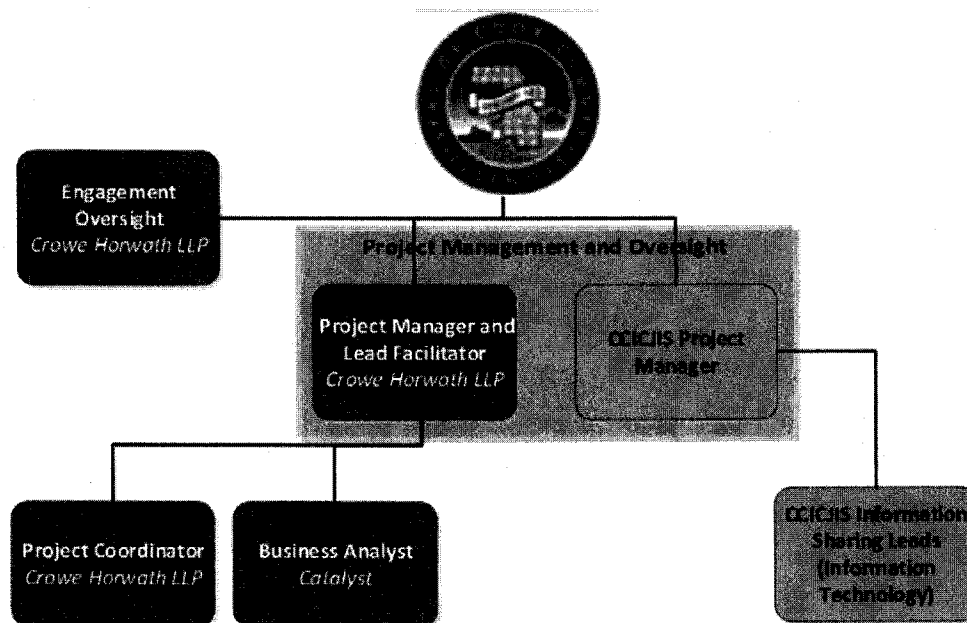 Engagement
Oversight
Crowe Horwath LLP
Project Management and Oversight
Project Manager and
Lead Facilitator
Crowe Horwath LLP
CCICJIS Project
Manager
Project Coordinator
Crowe Horwath LLP
Business Analyst
Catalyst
CCICJIS Information
Sharing Leads
(Information
Technology)